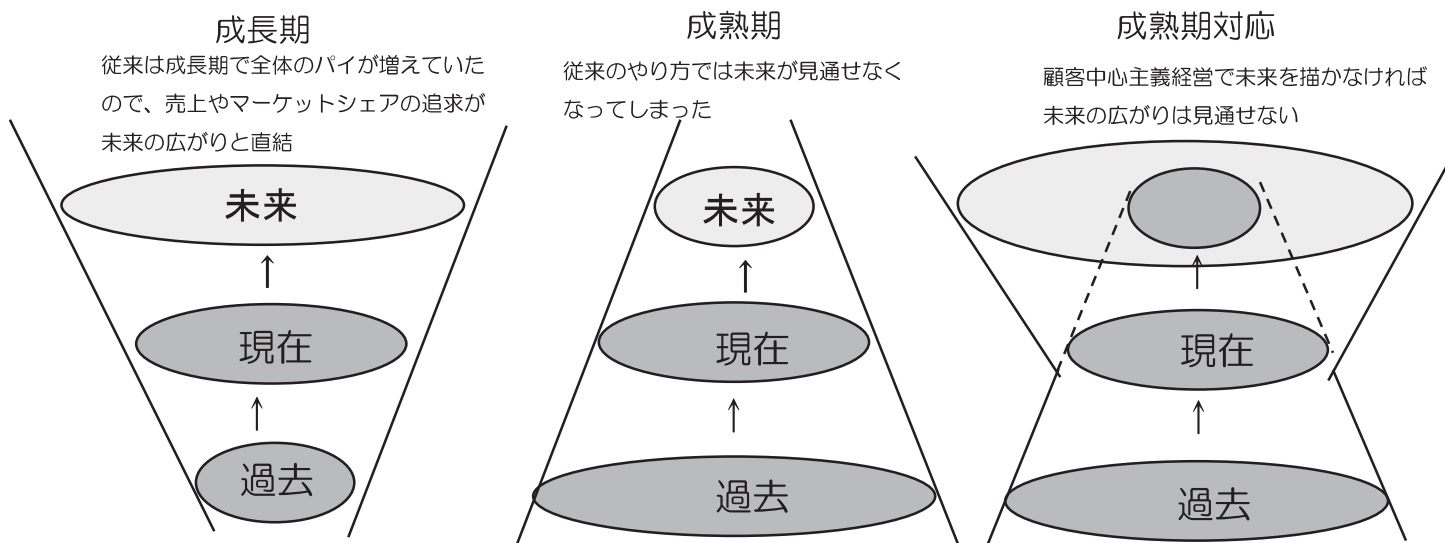 成長期
従来は成長期で全体のパイが増えていた
ので、売上やマーケットシェアの追求が
未来の広がりと直結
未来
現在
過去
成熟期
従来のやり方では未来が見通せなく
なってしまった
未来
現在
過去
成熟期対応
顧客中心主義経営で未来を描かなければ
未来の広がりは見通せない
現在
過去